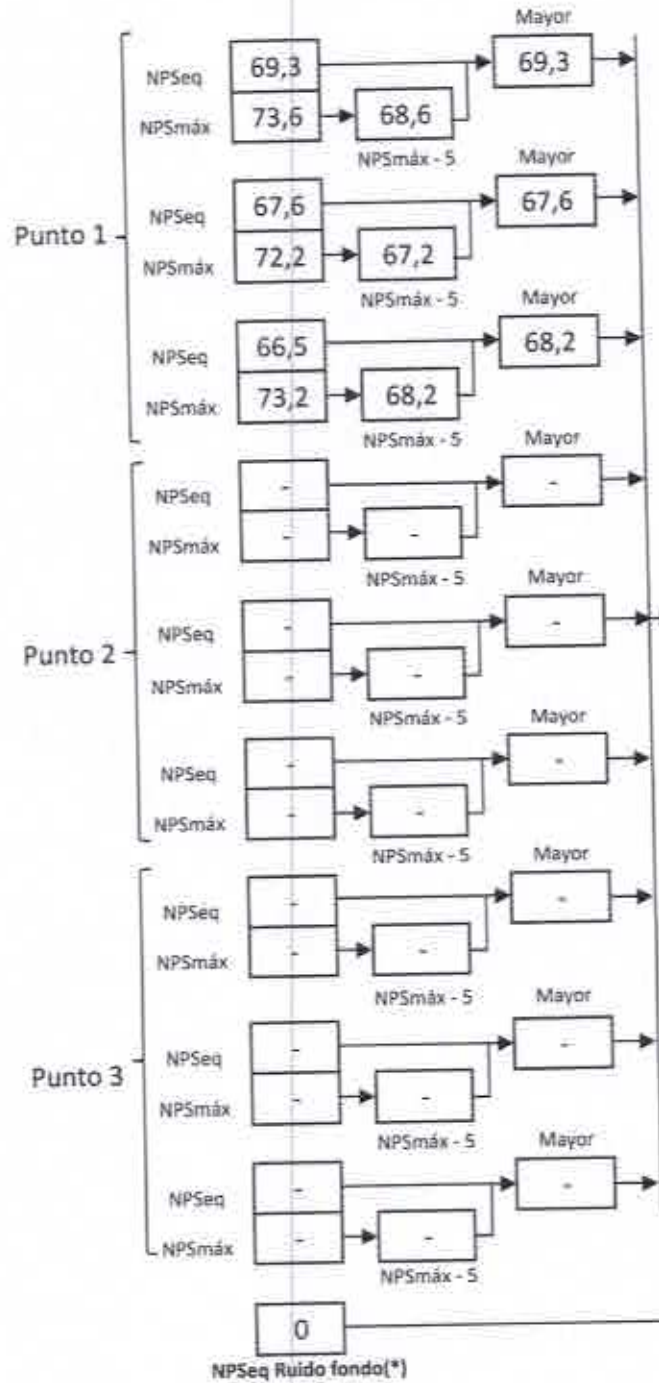 Mayor
NPSeq 69,3 69,3
NPSmáx 73,6 68,6
NPSmáx - 5
Mayor
Punto 1
NPSeq 67,6 67,6
NPSmáx 72,2 67,2
NPSmáx - 5
Mayor
NPSeq 66,5 68,2
NPSmáx 73,2 68,2
NPSmáx - 5
Mayor
NPSeq - -
NPSmáx - -
NPSmáx - 5
Mayor
Punto 2
NPSeq - -
NPSmáx - -
NPSmáx - 5
Mayor
NPSeq - -
NPSmáx - -
NPSmáx - 5
Mayor
NPSeq - -
NPSmáx - -
NPSmáx - 5
Mayor
Punto 3
NPSeq - -
NPSmáx - -
NPSmáx - 5
Mayor
NPSeq - -
NPSmáx - -
NPSmáx - 5
0
NPSeq Ruido fondo(*)